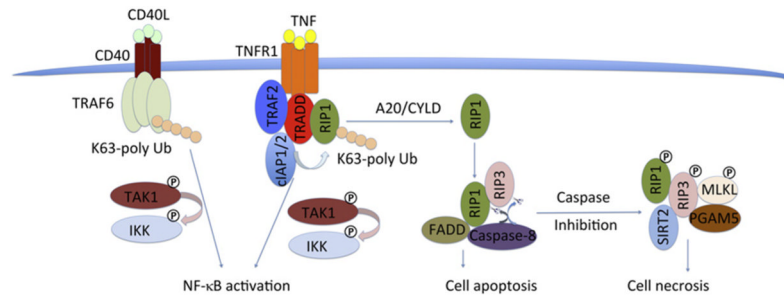 CD40L
CD40
TRAF6
K63-poly Ub
TAK1
P
IKK
P
TNF
TNFR1
TRAF2
TRADD
RIP1
cIAP1/2
K63-poly Ub
TAK1
P
IKK
P
NF-κB activation
A20/CYLD
RIP1
RIP3
RIP1
FADD
Caspase-8
Cell apoptosis
Caspase
Inhibition
RIP1
P
RIP3
P
MLKL
P
SIRT2
PGAM5
Cell necrosis